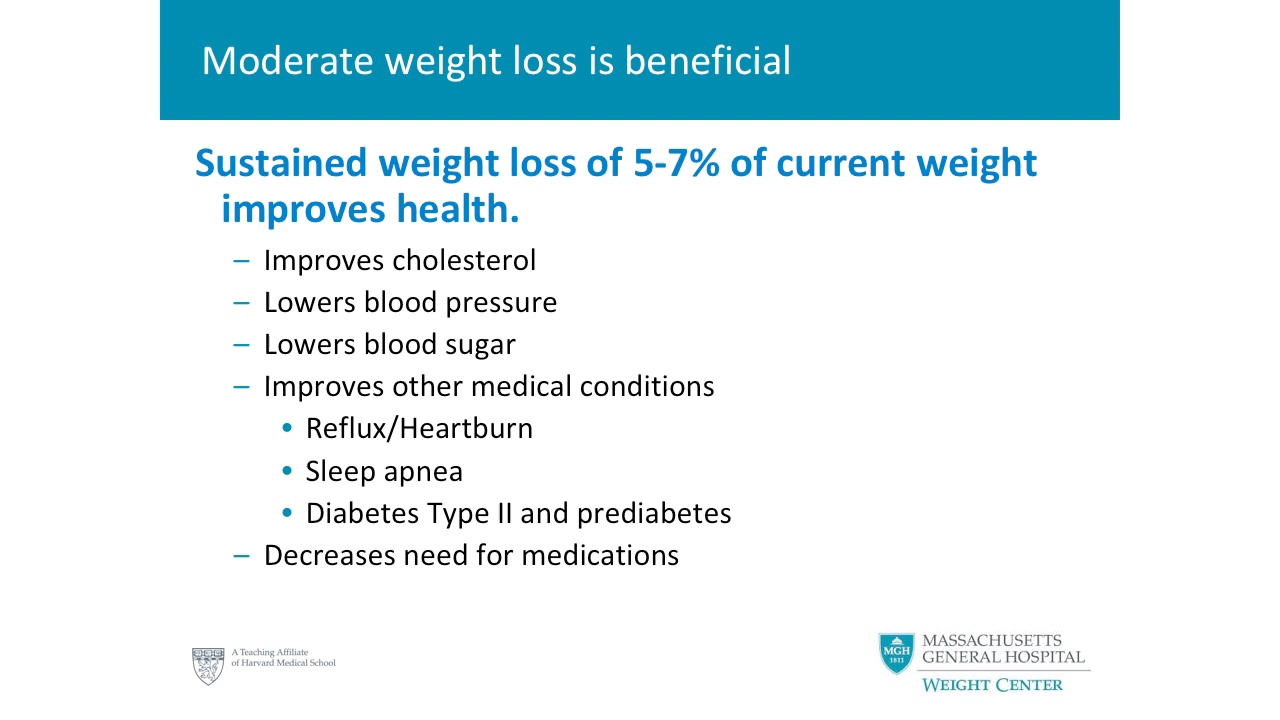 Moderate weight loss is beneficial
Sustained weight loss of 5-7% of current weight
improves health.
– Improves cholesterol
– Lowers blood pressure
– Lowers blood sugar
– Improves other medical conditions
• Reflux/Heartburn
• Sleep apnea
• Diabetes Type II and prediabetes
– Decreases need for medications
A Teaching Affiliate
of Harvard Medical School
MGH
1811
MASSACHUSETTS
GENERAL HOSPITAL
WEIGHT CENTER